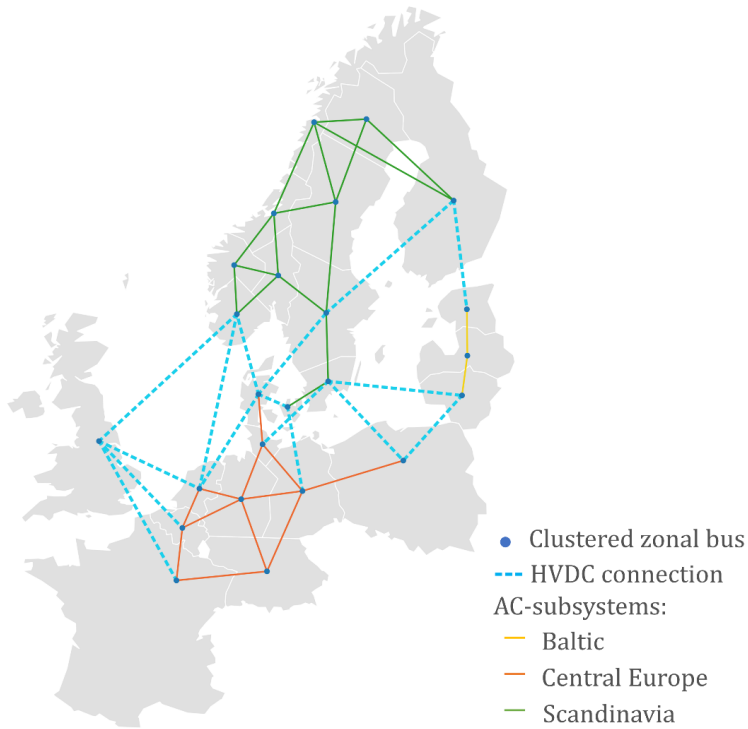 Clustered zonal bus
HVDC connection
AC-subsystems:
Baltic
Central Europe
Scandinavia